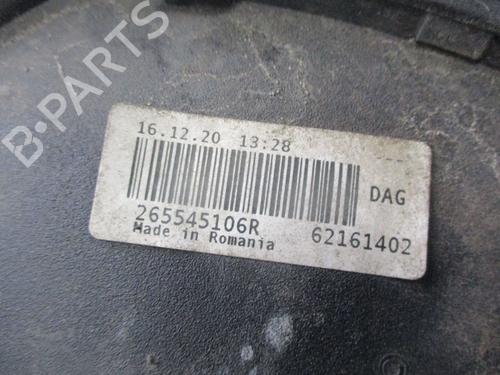 B-PARTS
16.12.20 13:28
DAG
265545106R
62161402
Made in Romania